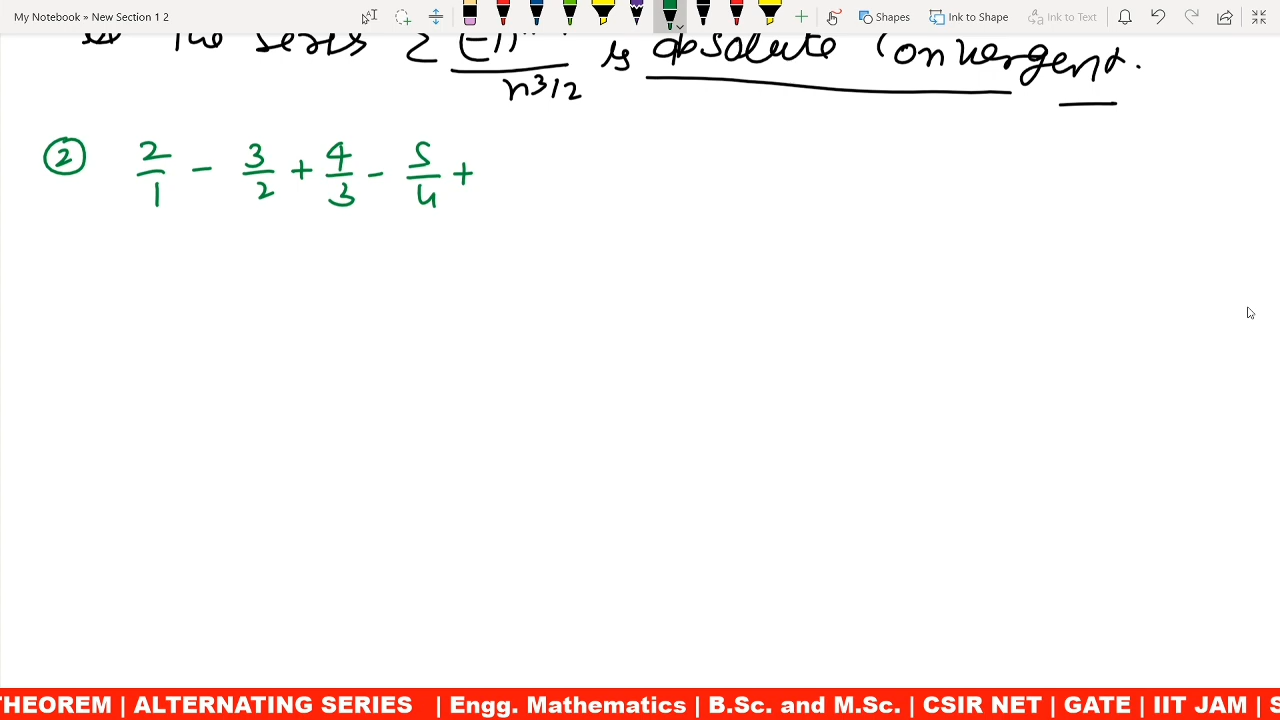 My Notebook » New Section 1 2
Shapes Ink to Shape Ink to Text
The series Σ (-1)ⁿ⁻¹ / n^3/2 is absolute Convergent.
② 2/1 - 3/2 + 4/3 - 5/4 +
THEOREM | ALTERNATING SERIES | Engg. Mathematics | B.Sc. and M.Sc. | CSIR NET | GATE | IIT JAM | S